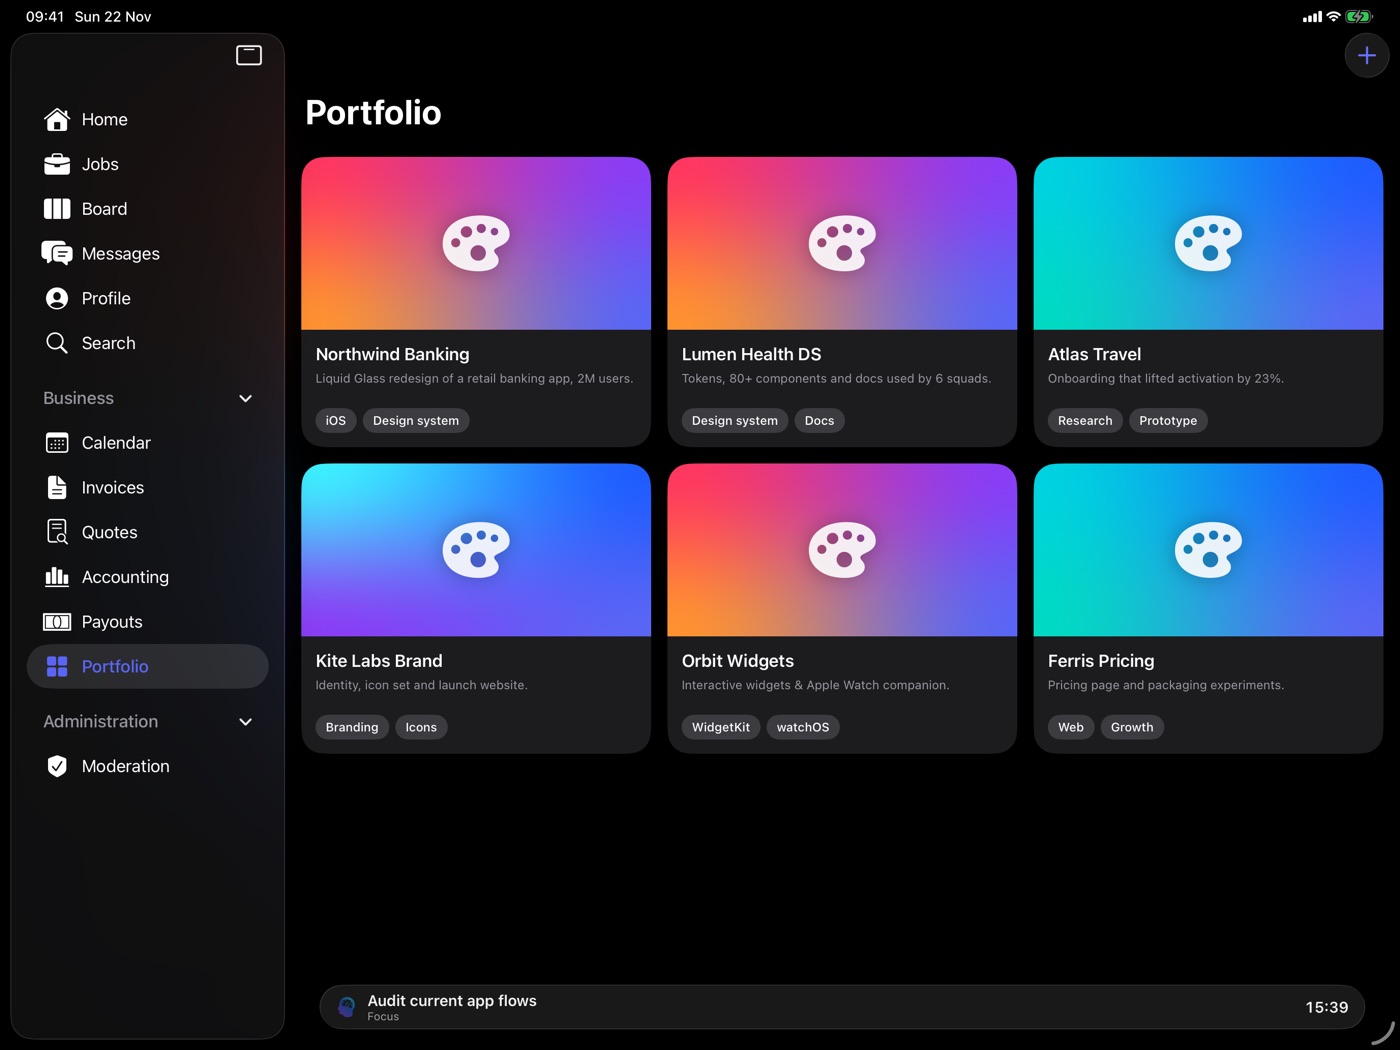 09:41 Sun 22 Nov
Home
Jobs
Board
Messages
Profile
Search
Business
Calendar
Invoices
Quotes
Accounting
Payouts
Portfolio
Administration
Moderation
Portfolio
Northwind Banking
Liquid Glass redesign of a retail banking app, 2M users.
iOS
Design system
Lumen Health DS
Tokens, 80+ components and docs used by 6 squads.
Design system
Docs
Atlas Travel
Onboarding that lifted activation by 23%.
Research
Prototype
Kite Labs Brand
Identity, icon set and launch website.
Branding
Icons
Orbit Widgets
Interactive widgets & Apple Watch companion.
WidgetKit
watchOS
Ferris Pricing
Pricing page and packaging experiments.
Web
Growth
Audit current app flows
Focus
15:39